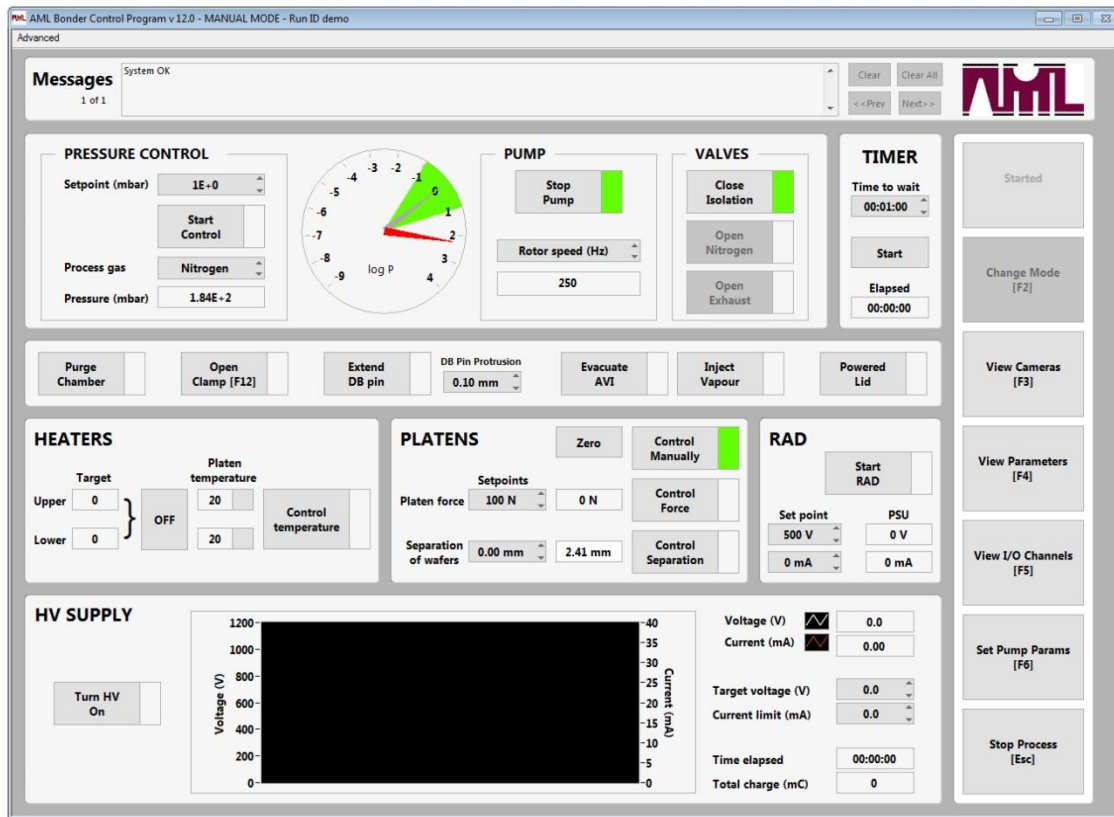 AML Bonder Control Program v 12.0 - MANUAL MODE - Run ID demo
Advanced
Messages
1 of 1
System OK
Clear
Clear All
<<Prev
Next>>
AML
PRESSURE CONTROL
Setpoint (mbar)
1E+0
Start
Control
Process gas
Nitrogen
Pressure (mbar)
1.84E+2
-9
-8
-7
-6
-5
-4
-3
-2
-1
0
1
2
3
4
log P
PUMP
Stop
Pump
Rotor speed (Hz)
250
VALVES
Close
Isolation
Open
Nitrogen
Open
Exhaust
TIMER
Time to wait
00:01:00
Start
Elapsed
00:00:00
Started
Change Mode
[F2]
View Cameras
[F3]
View Parameters
[F4]
View I/O Channels
[F5]
Set Pump Params
[F6]
Stop Process
[Esc]
Purge
Chamber
Open
Clamp [F12]
Extend
DB pin
DB Pin Protrusion
0.10 mm
Evacuate
AVI
Inject
Vapour
Powered
Lid
HEATERS
Target
Platen
temperature
Upper
0
OFF
20
Control
temperature
Lower
0
20
PLATENS
Zero
Control
Manually
Setpoints
Platen force
100 N
0 N
Control
Force
Separation
of wafers
0.00 mm
2.41 mm
Control
Separation
RAD
Start
RAD
Set point
PSU
500 V
0 V
0 mA
0 mA
HV SUPPLY
Turn HV
On
Voltage (V)
1200
1000
800
600
400
200
0
40
35
30
25
20
15
10
5
0
Current (mA)
Voltage (V)
0.0
Current (mA)
0.00
Target voltage (V)
0.0
Current limit (mA)
0.0
Time elapsed
00:00:00
Total charge (mC)
0